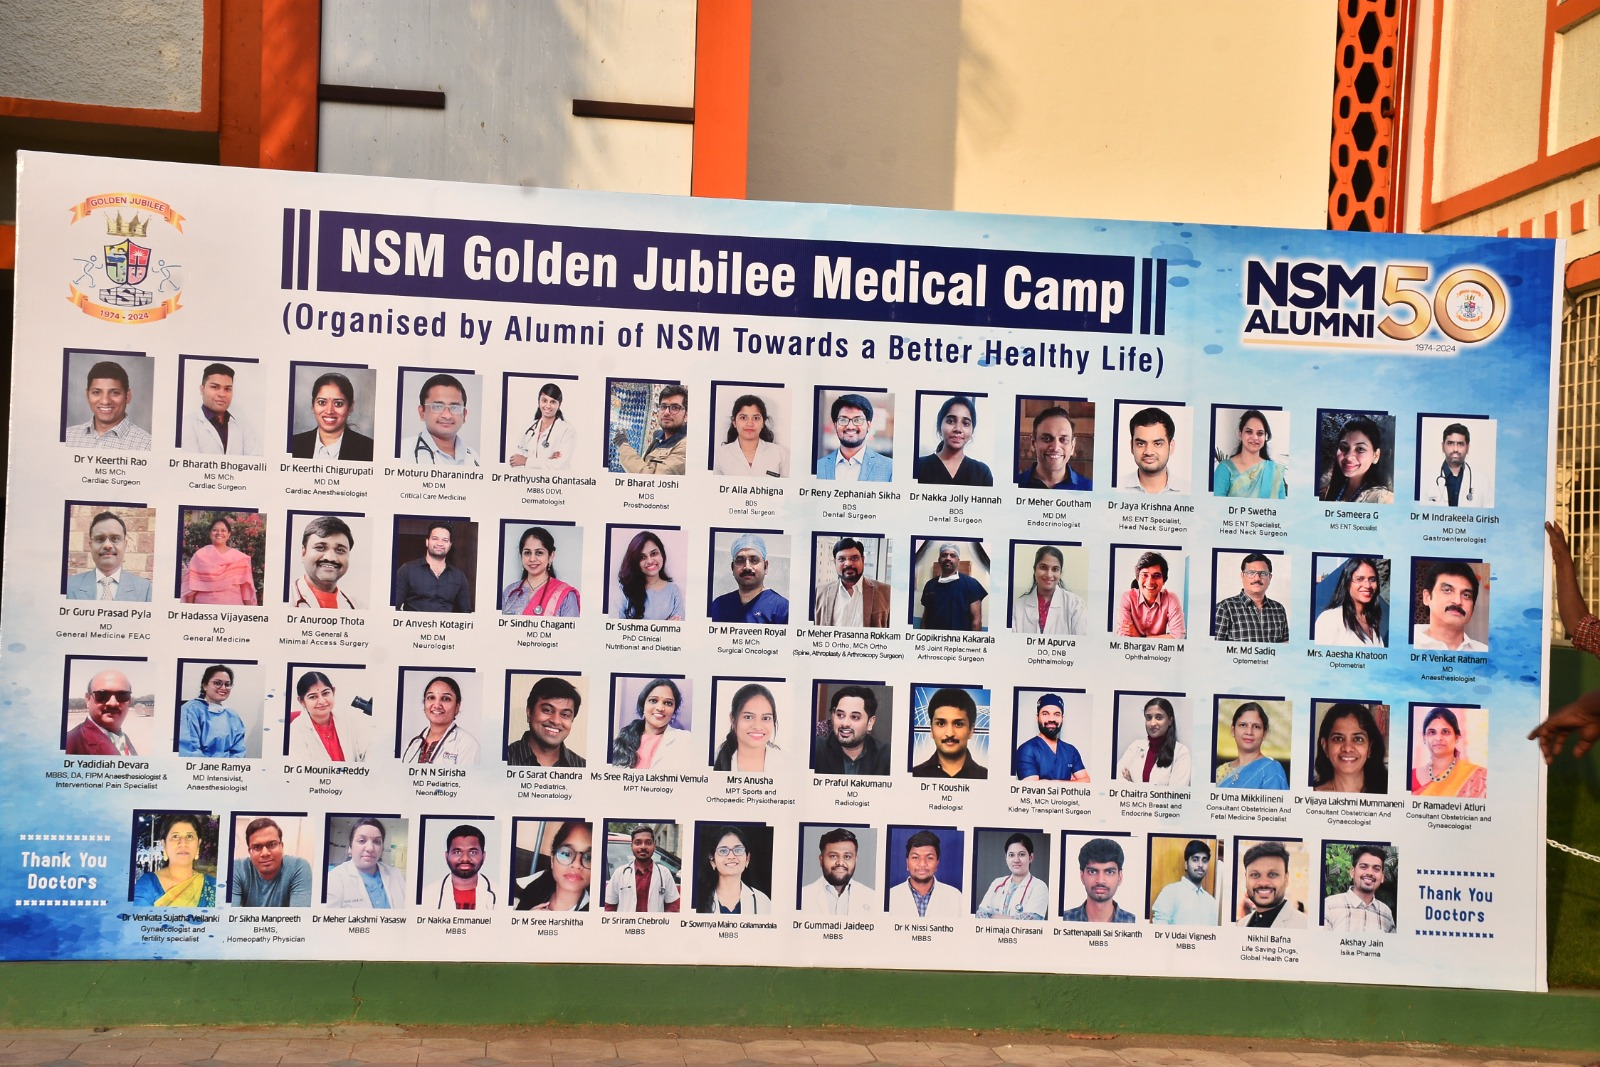 GOLDEN JUBILEE
NSM
1974 - 2024
NSM Golden Jubilee Medical Camp
(Organised by Alumni of NSM Towards a Better Healthy Life)
NSM 50
ALUMNI
1974-2024
Dr Y Keerthi Rao
MS MCh
Cardiac Surgeon
Dr Bharath Bhogavalli
MS MCh
Cardiac Surgeon
Dr Keerthi Chigurupati
MD DM
Cardiac Anesthesiologist
Dr Moturu Dharanindra
MD DM
Critical Care Medicine
Dr Prathyusha Ghantasala
MBBS DDVL
Dermatologist
Dr Bharat Joshi
MDS
Prosthodontist
Dr Alla Abhigna
BDS
Dental Surgeon
Dr Reny Zephaniah Sikha
BDS
Dental Surgeon
Dr Nakka Jolly Hannah
BDS
Dental Surgeon
Dr Meher Goutham
MD DM
Endocrinologist
Dr Jaya Krishna Anne
MS ENT Specialist,
Head Neck Surgeon
Dr P Swetha
MS ENT Specialist,
Head Neck Surgeon
Dr Sameera G
MS ENT Specialist
Dr M Indrakeela Girish
MD DM
Gastroenterologist
Dr Guru Prasad Pyla
MD
General Medicine FEAC
Dr Hadassa Vijayasena
MD
General Medicine
Dr Anuroop Thota
MS General &
Minimal Access Surgery
Dr Anvesh Kotagiri
MD DM
Neurologist
Dr Sindhu Chaganti
MD DM
Nephrologist
Dr Sushma Gumma
PhD Clinical
Nutritionist and Dietitian
Dr M Praveen Royal
MS MCh
Surgical Oncologist
Dr Meher Prasanna Rokkam
MS D Ortho, MCh Ortho
(Spine, Athroplasty & Arthroscopy Surgeon)
Dr Gopikrishna Kakarala
MS Joint Replacment &
Arthroscopic Surgeon
Dr M Apurva
DO, DNB
Ophthalmology
Mr. Bhargav Ram M
Ophthalmology
Mr. Md Sadiq
Optometrist
Mrs. Aaesha Khatoon
Optometrist
Dr R Venkat Ratnam
MD
Anaesthesiologist
Dr Yadidiah Devara
MBBS, DA, FIPM Anaesthesiologist &
Interventional Pain Specialist
Dr Jane Ramya
MD Intensivist,
Anaesthesiologist
Dr G Mounika Reddy
MD
Pathology
Dr N N Sirisha
MD Pediatrics,
Neonatology
Dr G Sarat Chandra
MD Pediatrics,
DM Neonatology
Ms Sree Rajya Lakshmi Vemula
MPT Neurology
Mrs Anusha
MPT Sports and
Orthopaedic Physiotherapist
Dr Praful Kakumanu
MD
Radiologist
Dr T Koushik
MD
Radiologist
Dr Pavan Sai Pothula
MS, MCh Urologist,
Kidney Transplant Surgeon
Dr Chaitra Sonthineni
MS MCh Breast and
Endocrine Surgeon
Dr Uma Mikkilineni
Consultant Obstetrician And
Fetal Medicine Specialist
Dr Vijaya Lakshmi Mummaneni
Consultant Obstetrician And
Gynaecologist
Dr Ramadevi Atluri
Consultant Obstetrician and
Gynaecologist
Thank You
Doctors
Dr Venkata Sujatha Vellanki
Gynaecologist and
fertility specialist
Dr Sikha Manpreeth
BHMS,
, Homeopathy Physician
Dr Meher Lakshmi Yasasw
MBBS
Dr Nakka Emmanuel
MBBS
Dr M Sree Harshitha
MBBS
Dr Sriram Chebrolu
MBBS
Dr Sowmya Maino Gollamandala
MBBS
Dr Gummadi Jaideep
MBBS
Dr K Nissi Santho
MBBS
Dr Himaja Chirasani
MBBS
Dr Sattenapalli Sai Srikanth
MBBS
Dr V Udai Vignesh
MBBS
Nikhil Bafna
Life Saving Drugs,
Global Health Care
Akshay Jain
Isika Pharma
Thank You
Doctors